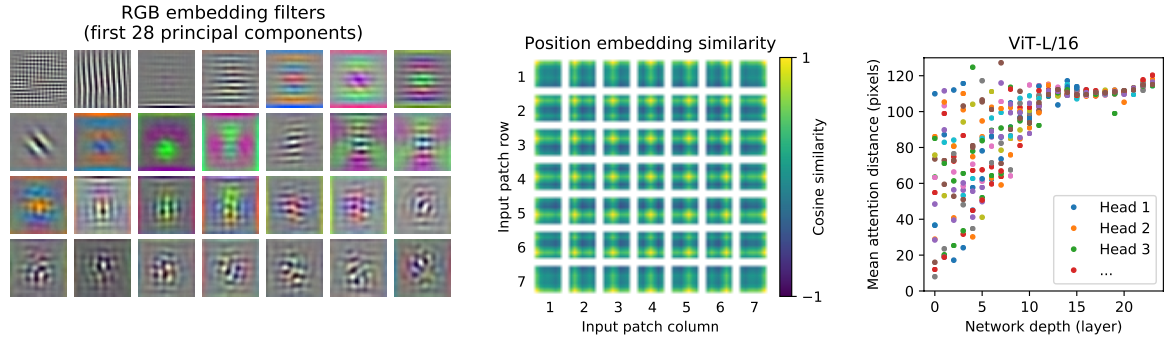 RGB embedding filters
(first 28 principal components)
Position embedding similarity
Input patch row
1
2
3
4
5
6
7
1 2 3 4 5 6 7
Input patch column
1
−1
Cosine similarity
ViT-L/16
Mean attention distance (pixels)
120
100
80
60
40
20
0
0 5 10 15 20
Network depth (layer)
Head 1
Head 2
Head 3
...